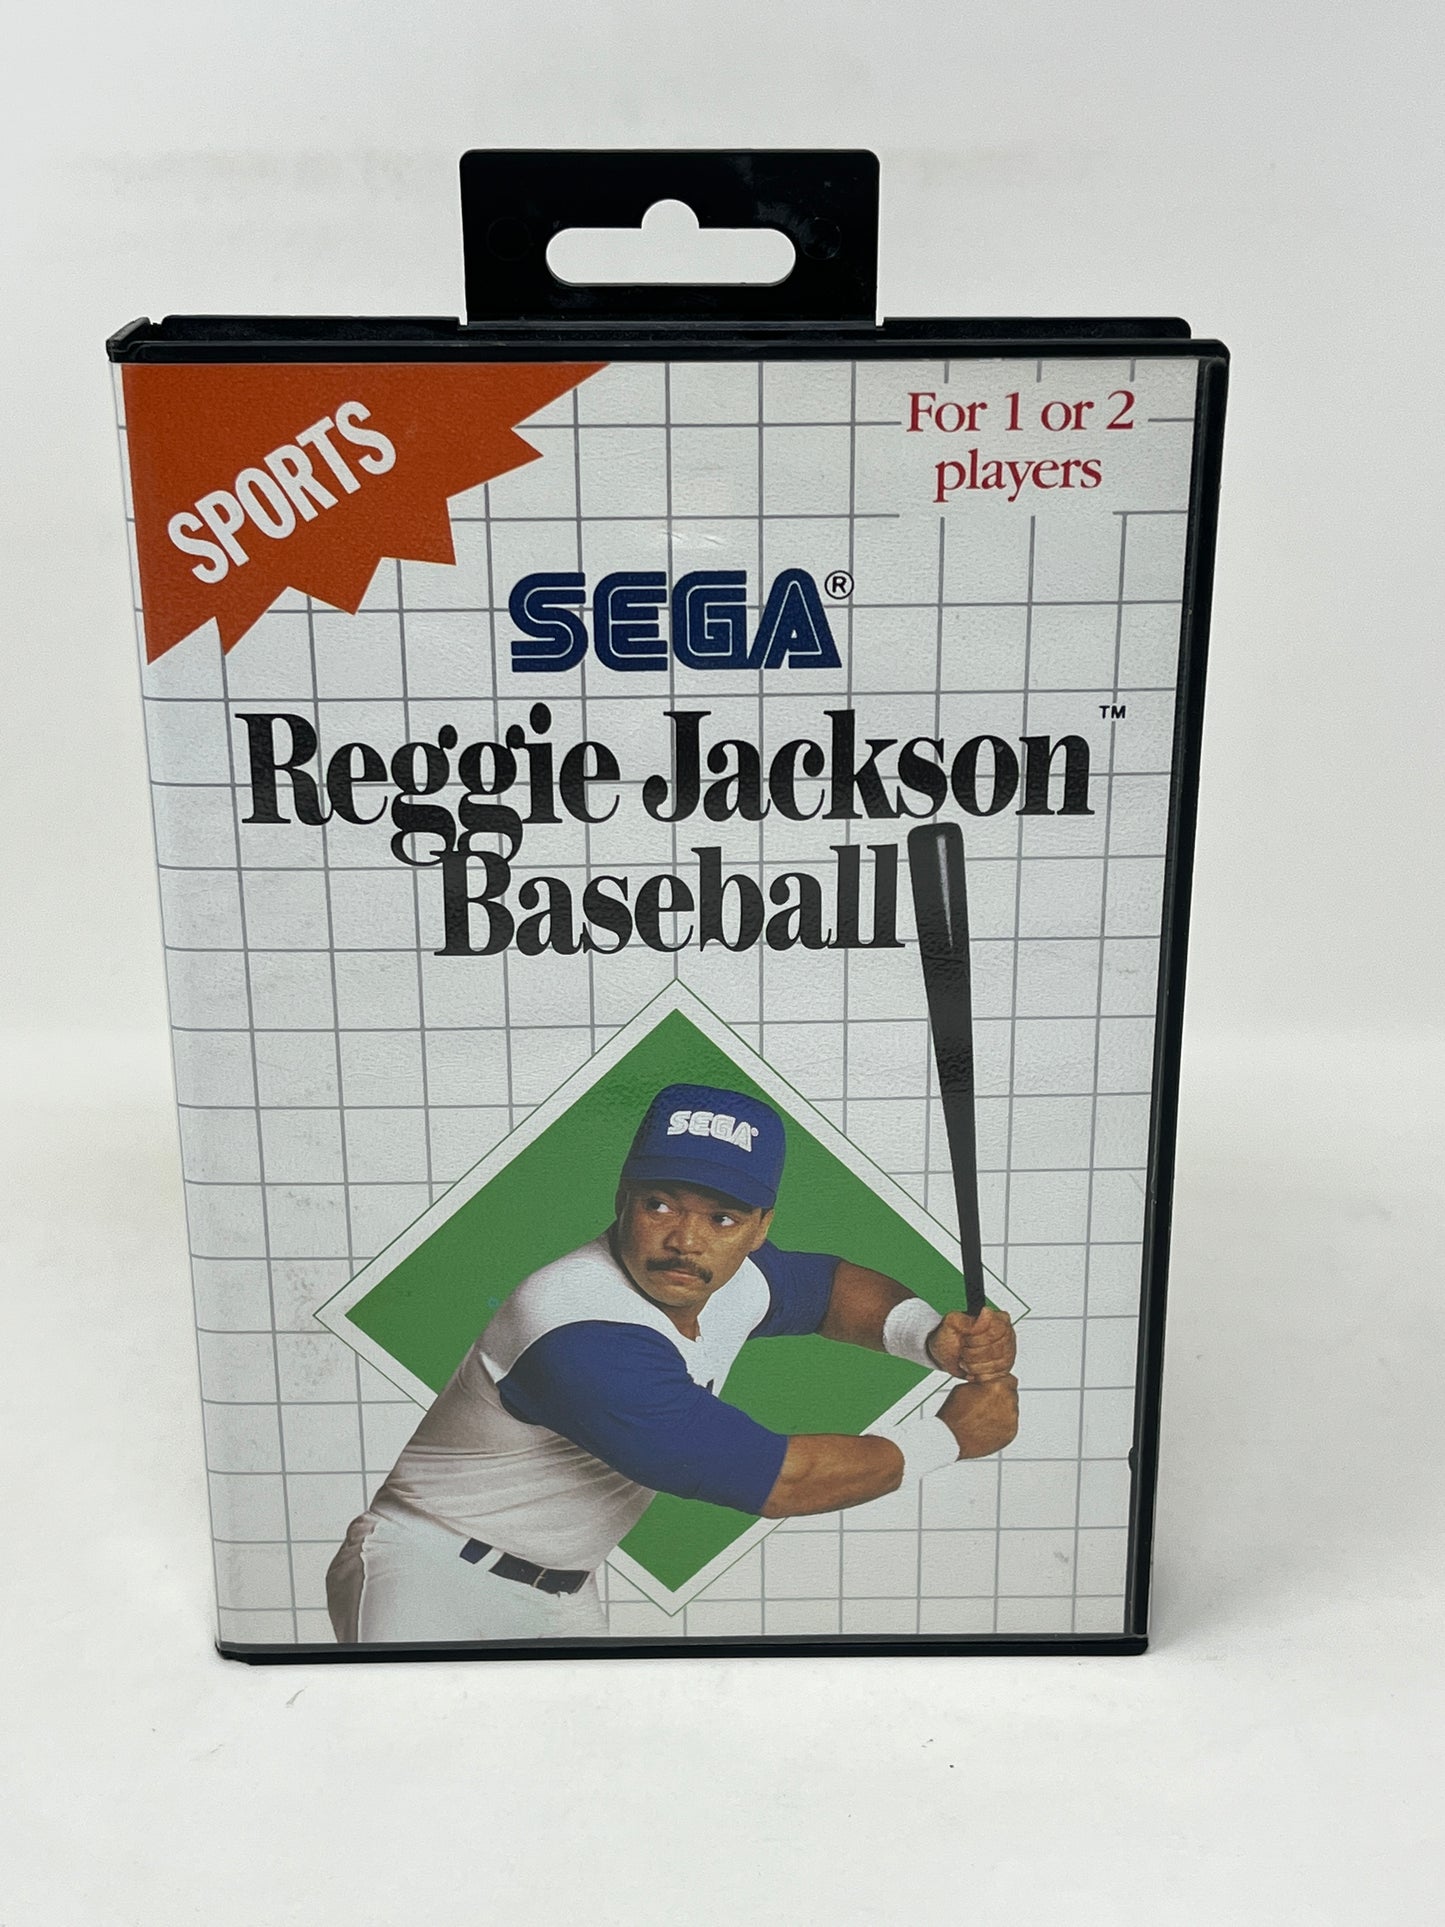 SPORTS
For 1 or 2
players
SEGA®
Reggie Jackson™
Baseball
SEGA®